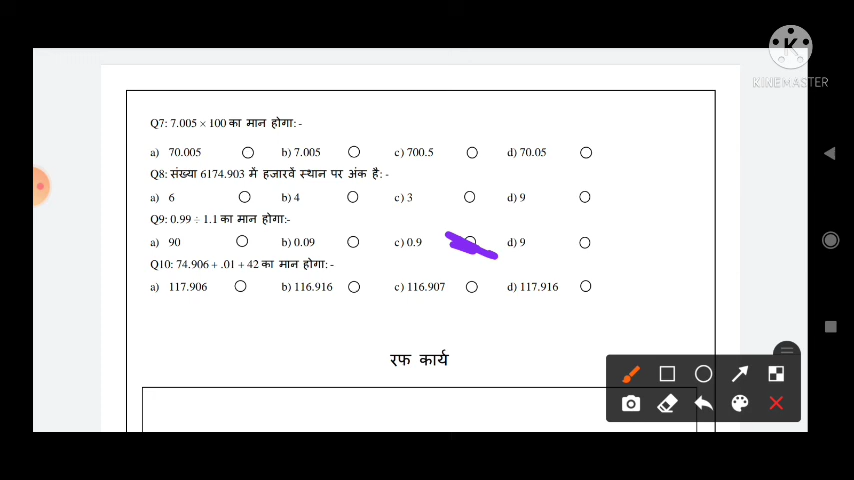 KINEMASTER
Q7: 7.005 × 100 का मान होगा: -
a) 70.005 b) 7.005 c) 700.5 d) 70.05
Q8: संख्या 6174.903 में हजारवें स्थान पर अंक है: -
a) 6 b) 4 c) 3 d) 9
Q9: 0.99 ÷ 1.1 का मान होगा:-
a) 90 b) 0.09 c) 0.9 d) 9
Q10: 74.906 + .01 + 42 का मान होगा: -
a) 117.906 b) 116.916 c) 116.907 d) 117.916
रफ कार्य